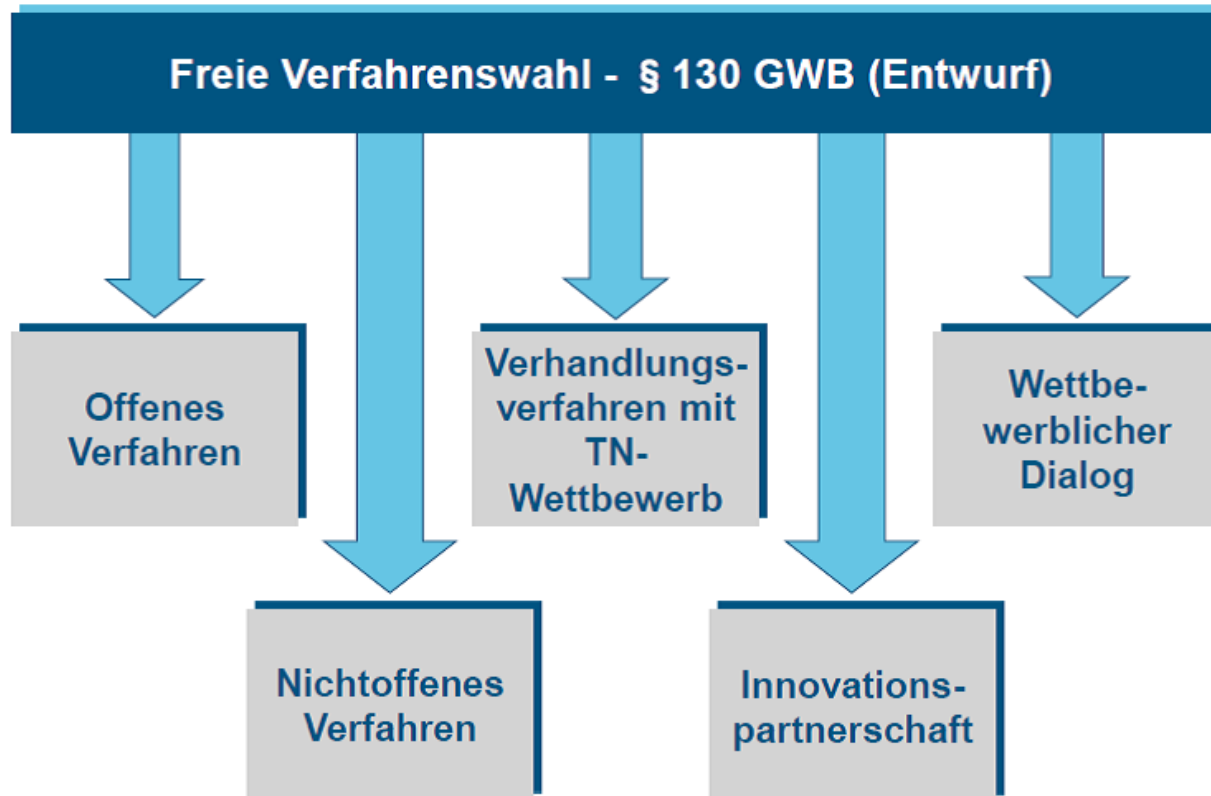 Freie Verfahrenswahl - § 130 GWB (Entwurf)
Offenes
Verfahren
Verhandlungs-
verfahren mit
TN-
Wettbewerb
Wettbe-
werblicher
Dialog
Nichtoffenes
Verfahren
Innovations-
partnerschaft